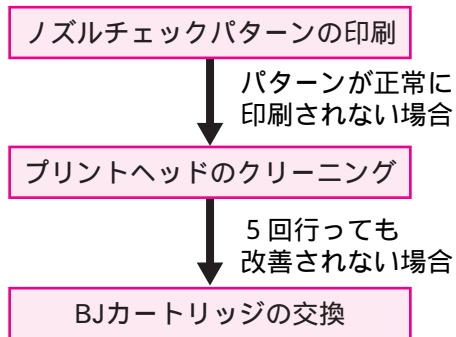 ノズルチェックパターンの印刷
パターンが正常に
印刷されない場合
プリントヘッドのクリーニング
5回行っても
改善されない場合
BJカートリッジの交換